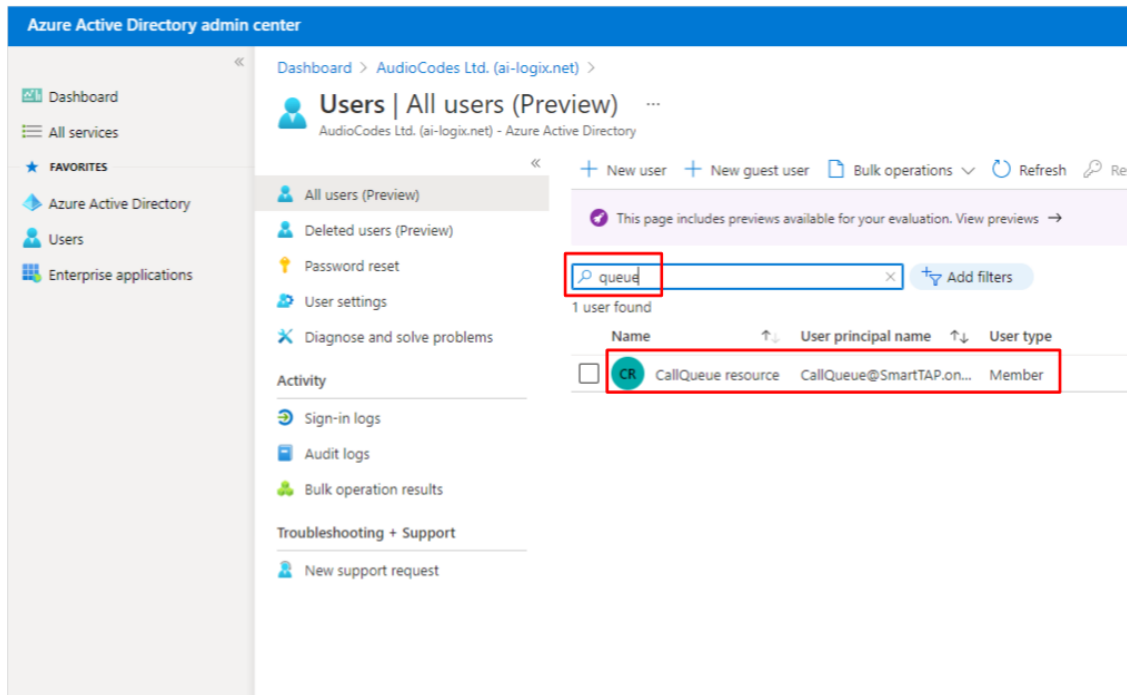 Azure Active Directory admin center
Dashboard
All services
FAVORITES
Azure Active Directory
Users
Enterprise applications
Dashboard > AudioCodes Ltd. (ai-logix.net) >
Users | All users (Preview) ...
AudioCodes Ltd. (ai-logix.net) - Azure Active Directory
All users (Preview)
Deleted users (Preview)
Password reset
User settings
Diagnose and solve problems
Activity
Sign-in logs
Audit logs
Bulk operation results
Troubleshooting + Support
New support request
New user New guest user Bulk operations Refresh Re
This page includes previews available for your evaluation. View previews →
queue Add filters
1 user found
Name User principal name User type
CR CallQueue resource CallQueue@SmartTAP.on... Member